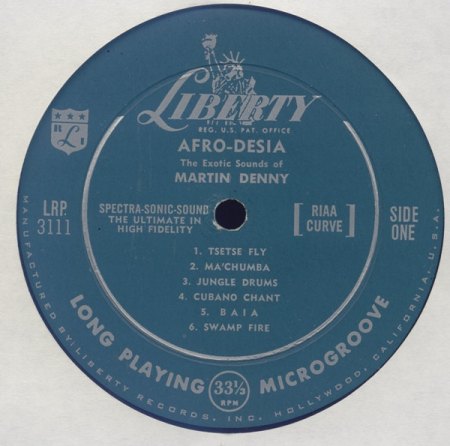 LIBERTY
REG. U.S. PAT. OFFICE
AFRO-DESIA
The Exotic Sounds of
MARTIN DENNY
LRP 3111
SPECTRA-SONIC-SOUND
THE ULTIMATE IN
HIGH FIDELITY
[ RIAA
CURVE ]
SIDE
ONE
1. TSETSE FLY
2. MA'CHUMBA
3. JUNGLE DRUMS
4. CUBANO CHANT
5. BAIA
6. SWAMP FIRE
LONG PLAYING 33⅓ RPM MICROGROOVE
MANUFACTURED BY LIBERTY RECORDS, INC. HOLLYWOOD, CALIFORNIA, U.S.A.